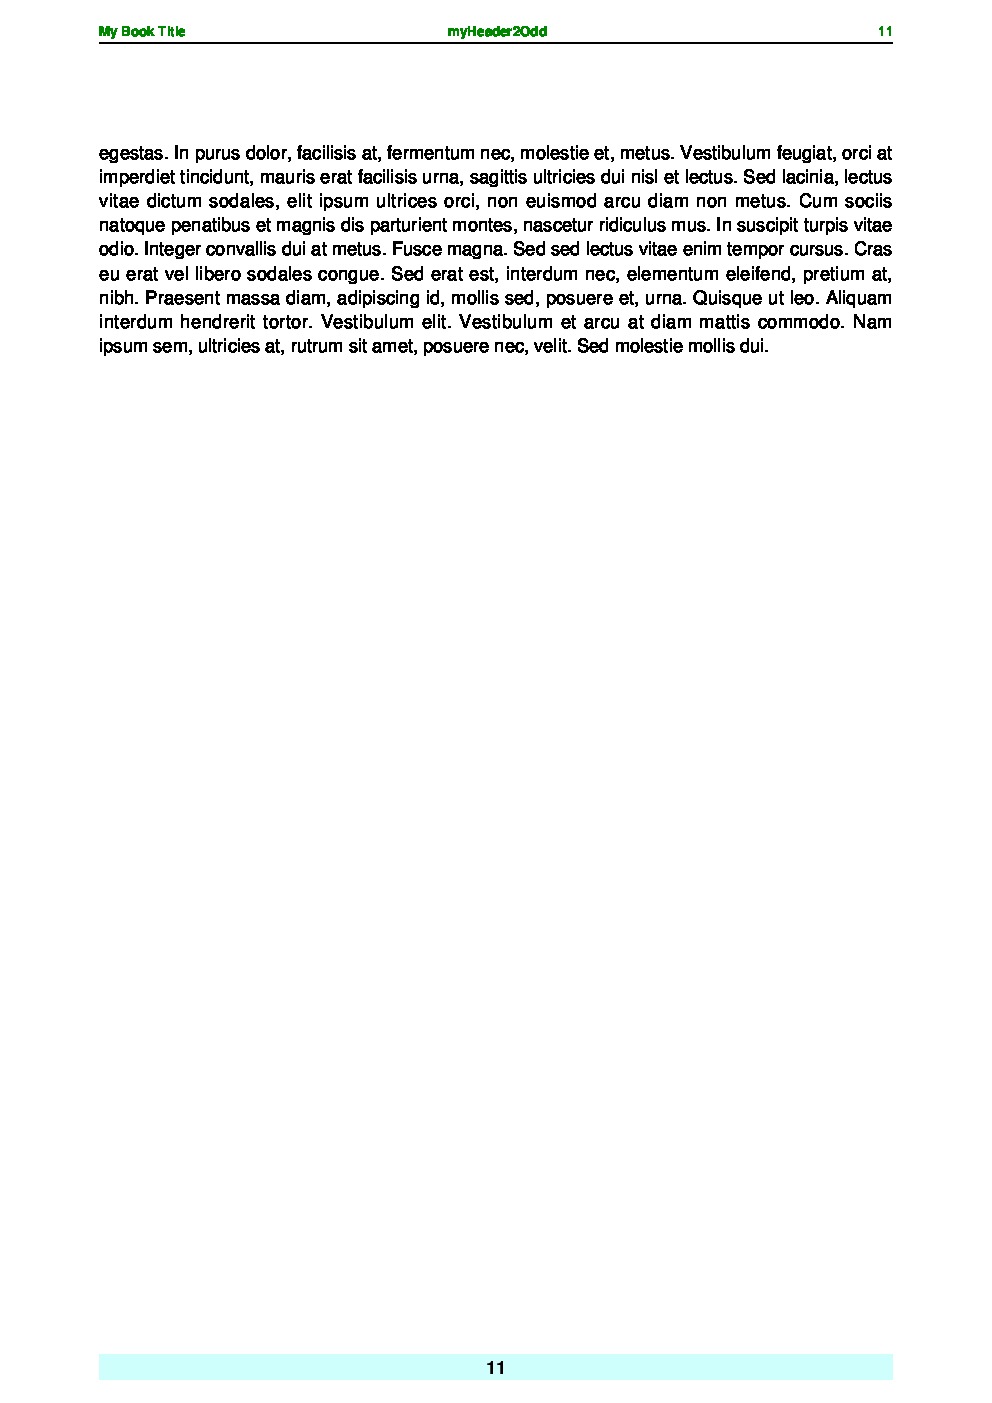 My Book Title myHeader2Odd 11
egestas. In purus dolor, facilisis at, fermentum nec, molestie et, metus. Vestibulum feugiat, orci at
imperdiet tincidunt, mauris erat facilisis urna, sagittis ultricies dui nisl et lectus. Sed lacinia, lectus
vitae dictum sodales, elit ipsum ultrices orci, non euismod arcu diam non metus. Cum sociis
natoque penatibus et magnis dis parturient montes, nascetur ridiculus mus. In suscipit turpis vitae
odio. Integer convallis dui at metus. Fusce magna. Sed sed lectus vitae enim tempor cursus. Cras
eu erat vel libero sodales congue. Sed erat est, interdum nec, elementum eleifend, pretium at,
nibh. Praesent massa diam, adipiscing id, mollis sed, posuere et, urna. Quisque ut leo. Aliquam
interdum hendrerit tortor. Vestibulum elit. Vestibulum et arcu at diam mattis commodo. Nam
ipsum sem, ultricies at, rutrum sit amet, posuere nec, velit. Sed molestie mollis dui.
11